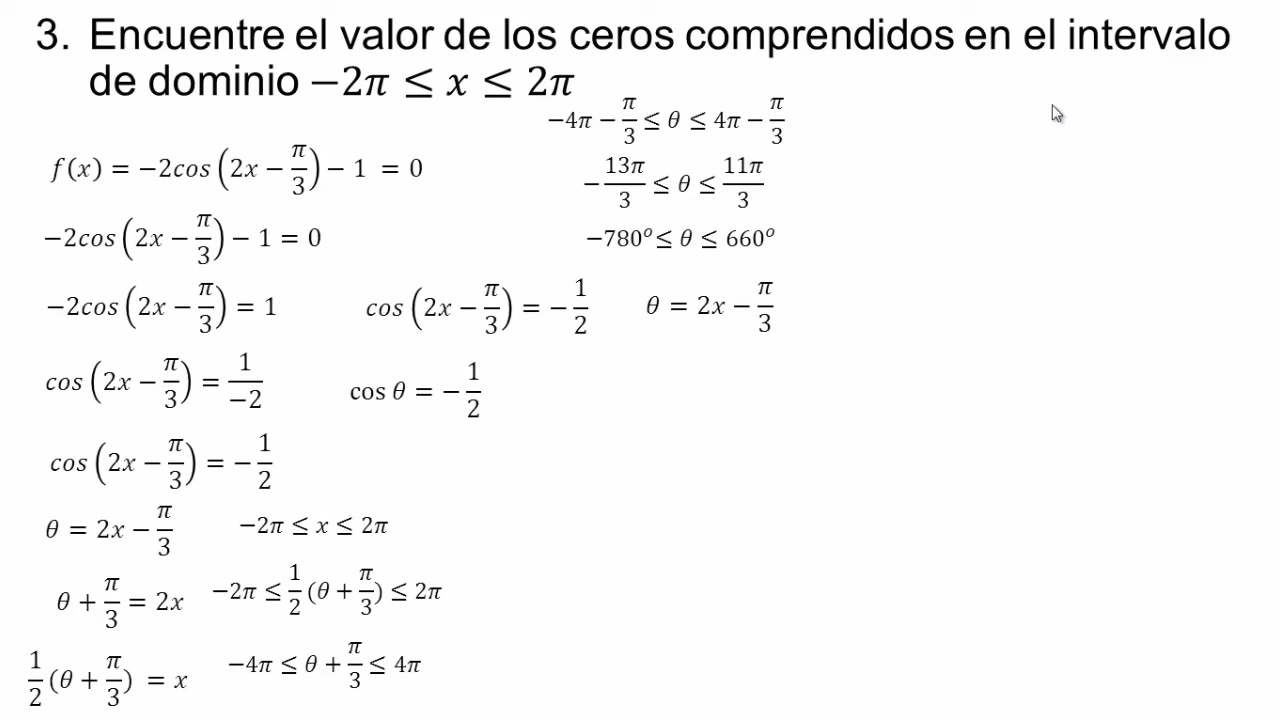 3. Encuentre el valor de los ceros comprendidos en el intervalo
de dominio −2π ≤ x ≤ 2π
f(x) = −2cos(2x − π/3) − 1 = 0
−2cos(2x − π/3) − 1 = 0
−2cos(2x − π/3) = 1
cos(2x − π/3) = 1/−2
cos(2x − π/3) = −1/2
θ = 2x − π/3
θ + π/3 = 2x
1/2(θ + π/3) = x
−2π ≤ x ≤ 2π
−2π ≤ 1/2(θ + π/3) ≤ 2π
−4π ≤ θ + π/3 ≤ 4π
−4π − π/3 ≤ θ ≤ 4π − π/3
−13π/3 ≤ θ ≤ 11π/3
−780° ≤ θ ≤ 660°
cos(2x − π/3) = −1/2
θ = 2x − π/3
cos θ = −1/2